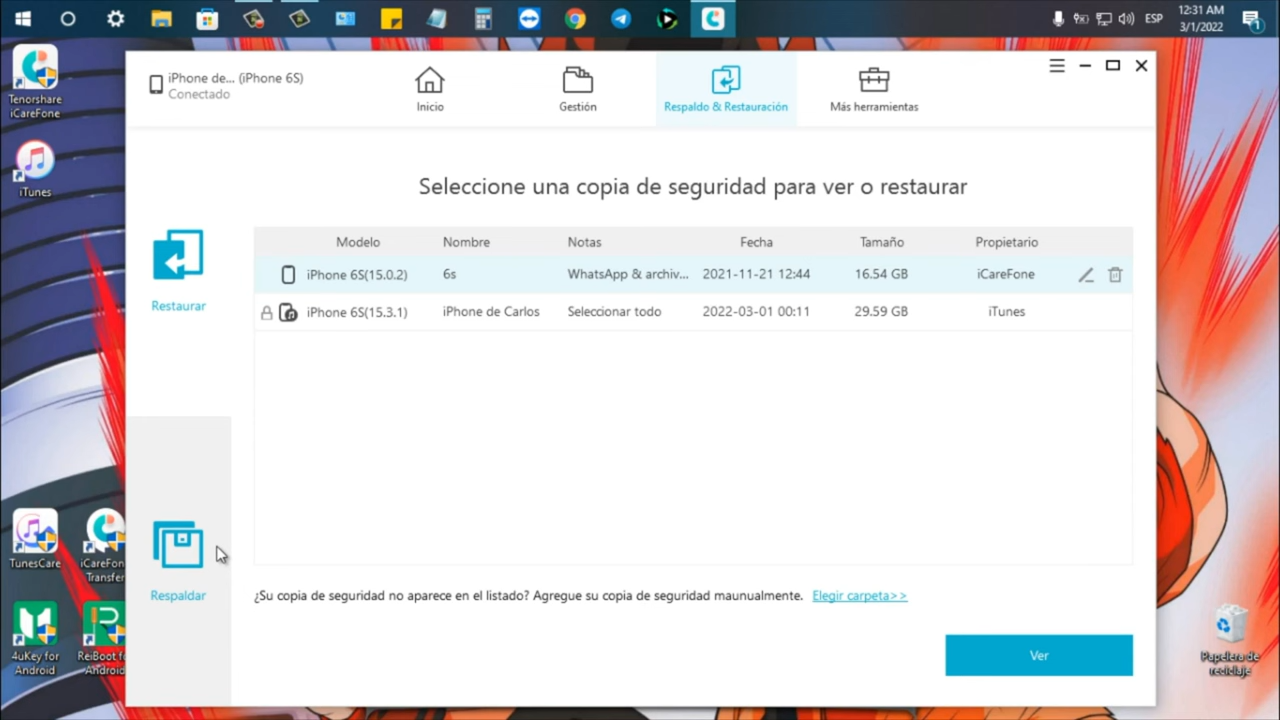 ESP
12:31 AM
3/1/2022
1
Tenorshare
iCareFone
iTunes
TunesCare
iCareFon
Transfer
4uKey for
Android
ReiBoot f
Android
Papelera de
reciclaje
iPhone de... (iPhone 6S)
Conectado
Inicio
Gestión
Respaldo & Restauración
Más herramientas
Seleccione una copia de seguridad para ver o restaurar
Restaurar
Respaldar
Modelo Nombre Notas Fecha Tamaño Propietario
iPhone 6S(15.0.2) 6s WhatsApp & archiv... 2021-11-21 12:44 16.54 GB iCareFone
iPhone 6S(15.3.1) iPhone de Carlos Seleccionar todo 2022-03-01 00:11 29.59 GB iTunes
¿Su copia de seguridad no aparece en el listado? Agregue su copia de seguridad maunualmente. Elegir carpeta>>
Ver